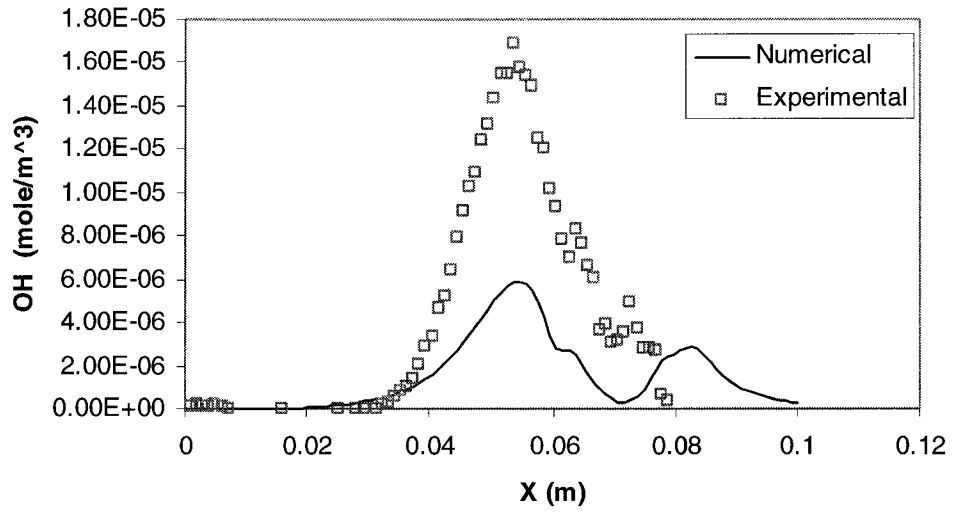 1.80E-05
1.60E-05
1.40E-05
1.20E-05
1.00E-05
8.00E-06
6.00E-06
4.00E-06
2.00E-06
0.00E+00
OH (mole/m^3)
Numerical
Experimental
0 0.02 0.04 0.06 0.08 0.1 0.12
X (m)